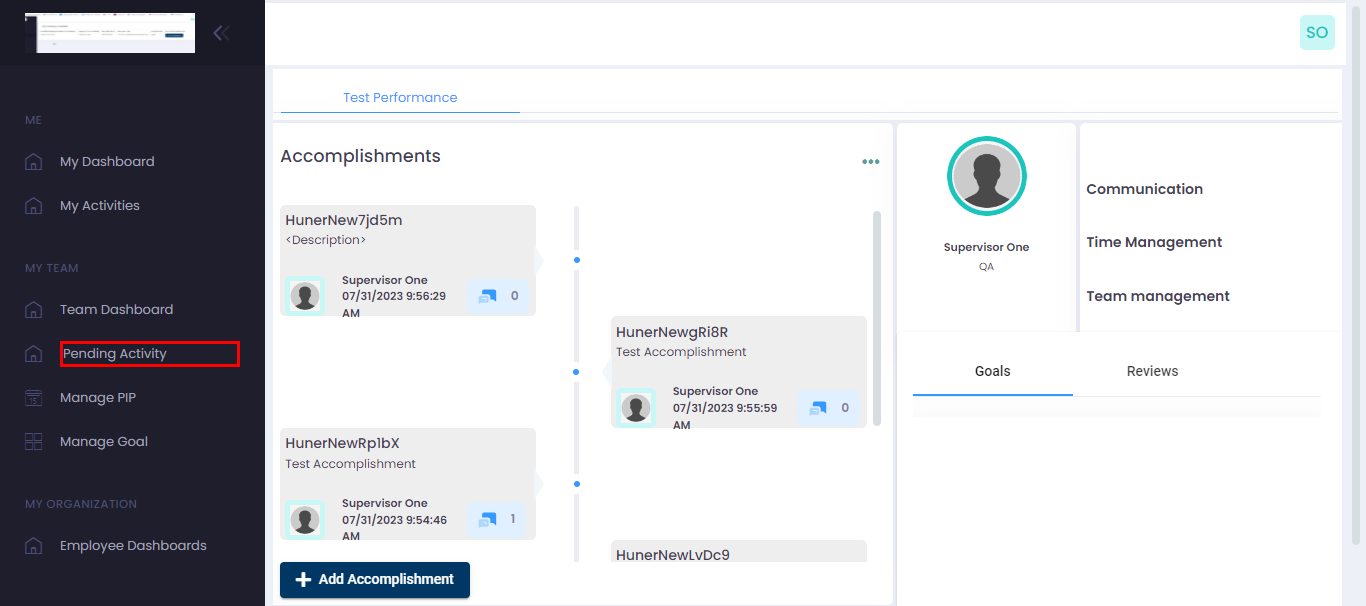 SO
ME
My Dashboard
My Activities
MY TEAM
Team Dashboard
Pending Activity
Manage PIP
Manage Goal
MY ORGANIZATION
Employee Dashboards
Test Performance
Accomplishments
HunerNew7jd5m
<Description>
Supervisor One
07/31/2023 9:56:29
AM
0
HunerNewgRi8R
Test Accomplishment
Supervisor One
07/31/2023 9:55:59
AM
0
HunerNewRp1bX
Test Accomplishment
Supervisor One
07/31/2023 9:54:46
AM
1
HunerNewLvDc9
Add Accomplishment
Supervisor One
QA
Communication
Time Management
Team management
Goals
Reviews